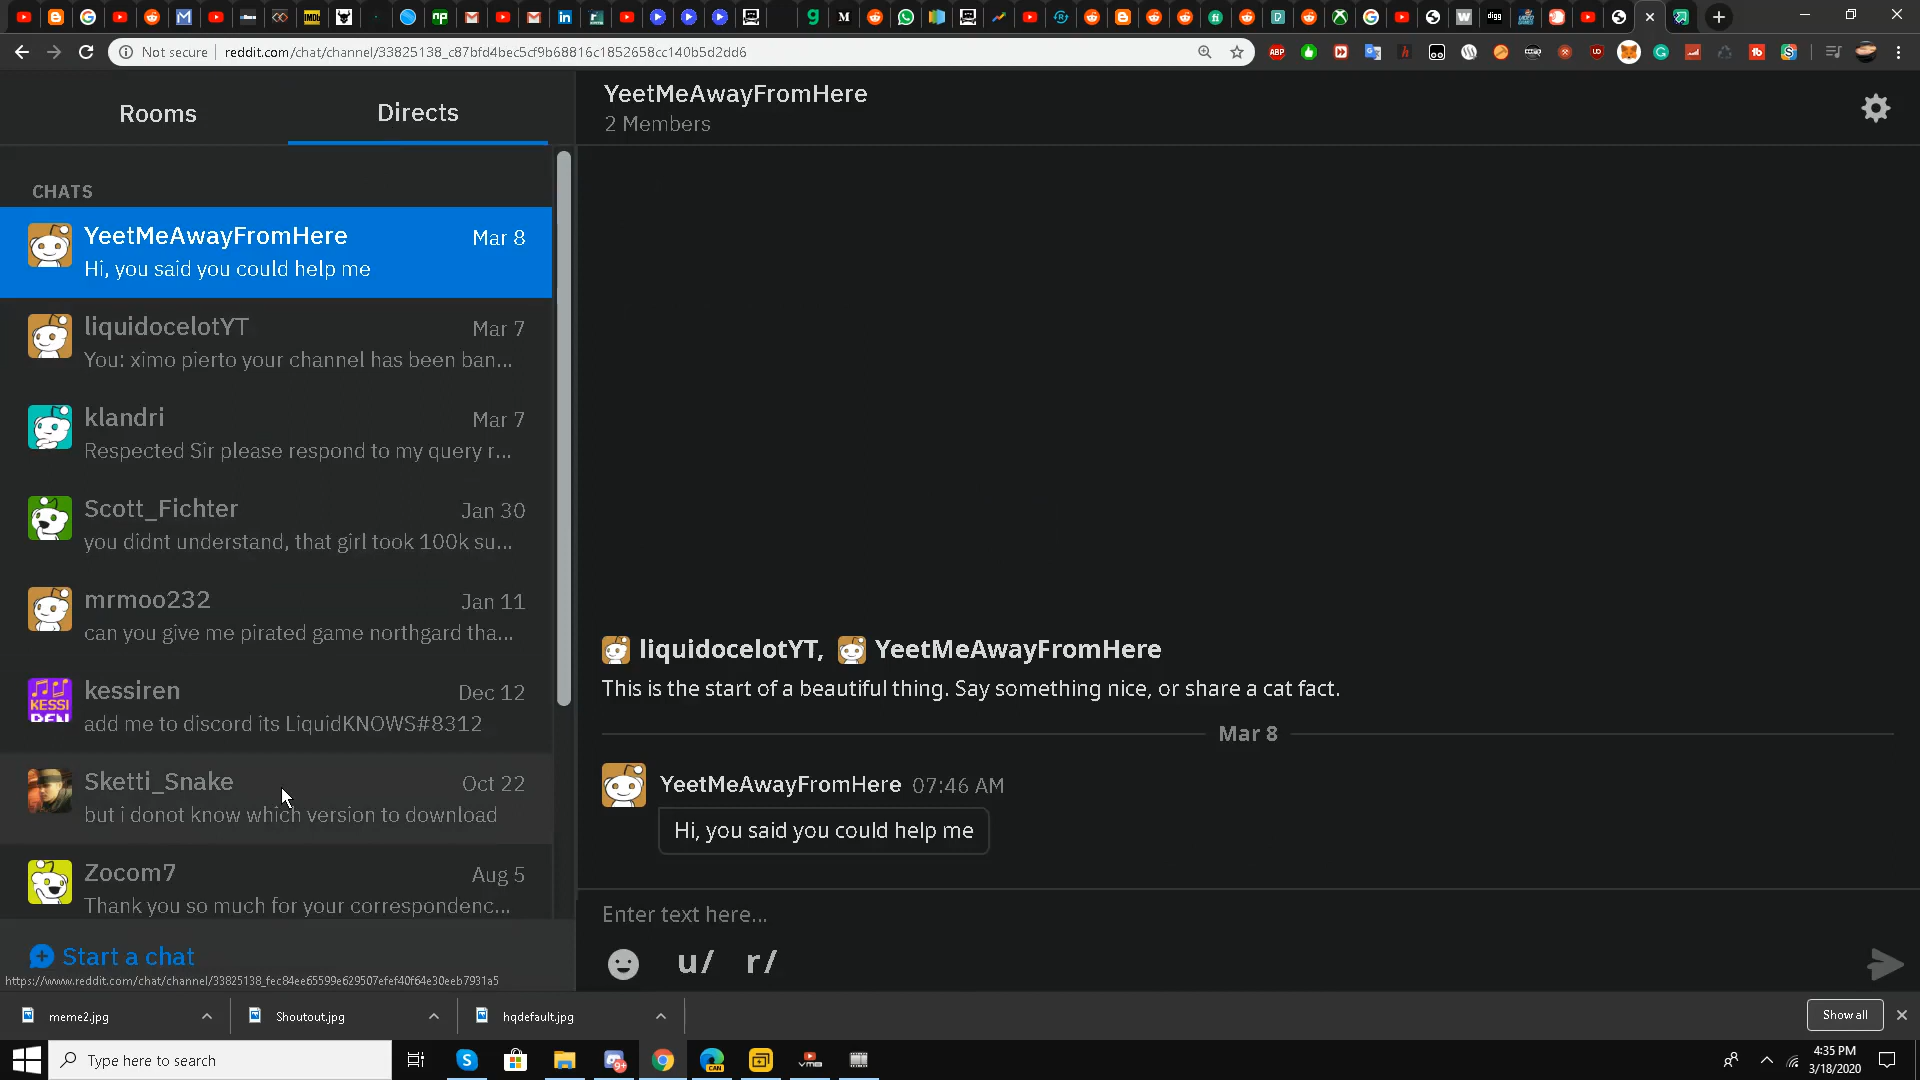 Not secure
reddit.com/chat/channel/33825138_c87bfd4bec5cf9b68816c1852658cc140b5d2dd6
Rooms
Directs
YeetMeAwayFromHere
2 Members
CHATS
YeetMeAwayFromHere
Mar 8
Hi, you said you could help me
liquidocelotYT
Mar 7
You: ximo pierto your channel has been ban...
klandri
Mar 7
Respected Sir please respond to my query r...
Scott_Fichter
Jan 30
you didnt understand, that girl took 100k su...
mrmoo232
Jan 11
can you give me pirated game northgard tha...
kessiren
Dec 12
add me to discord its LiquidKNOWS#8312
Sketti_Snake
Oct 22
but i donot know which version to download
Zocom7
Aug 5
Thank you so much for your correspondenc...
Start a chat
https://www.reddit.com/chat/channel/33825138_fec84ee65599e629507efef40f64e30eeb7931a5
liquidocelotYT, YeetMeAwayFromHere
This is the start of a beautiful thing. Say something nice, or share a cat fact.
Mar 8
YeetMeAwayFromHere 07:46 AM
Hi, you said you could help me
Enter text here...
u/ r/
meme2.jpg
Shoutout.jpg
hqdefault.jpg
Show all
Type here to search
4:35 PM
3/18/2020